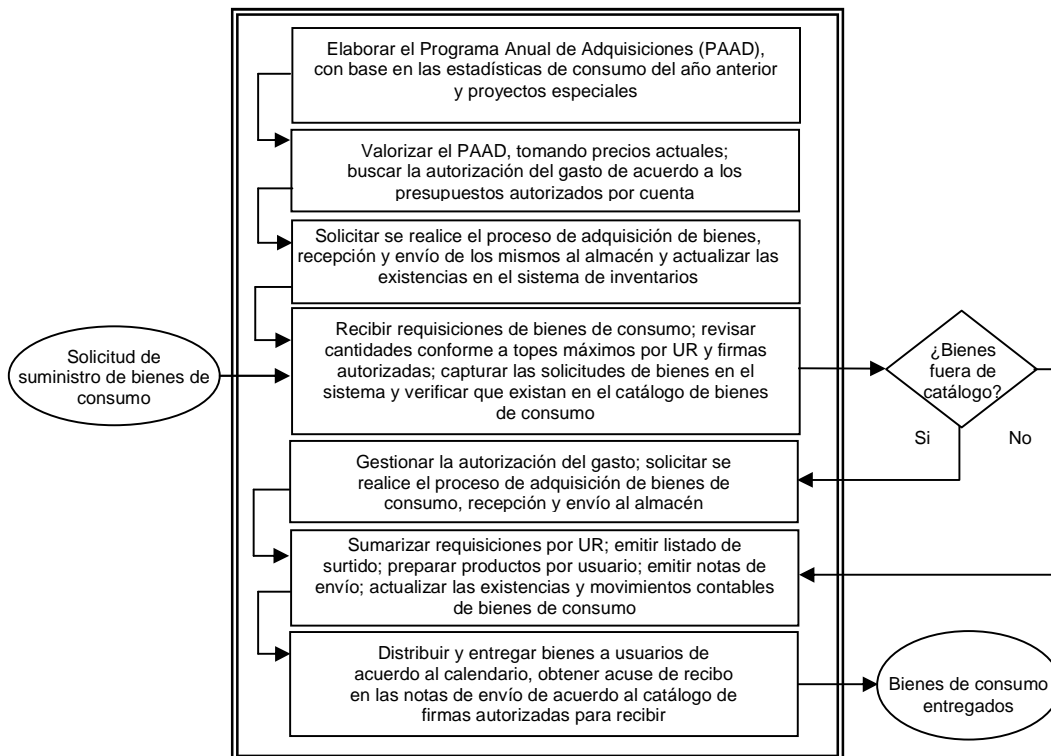 Elaborar el Programa Anual de Adquisiciones (PAAD),
con base en las estadísticas de consumo del año anterior
y proyectos especiales
Valorizar el PAAD, tomando precios actuales;
buscar la autorización del gasto de acuerdo a los
presupuestos autorizados por cuenta
Solicitar se realice el proceso de adquisición de bienes,
recepción y envío de los mismos al almacén y actualizar las
existencias en el sistema de inventarios
Solicitud de
suministro de bienes de
consumo
Recibir requisiciones de bienes de consumo; revisar
cantidades conforme a topes máximos por UR y firmas
autorizadas; capturar las solicitudes de bienes en el
sistema y verificar que existan en el catálogo de bienes
de consumo
¿Bienes
fuera de
catálogo?
Si
No
Gestionar la autorización del gasto; solicitar se
realice el proceso de adquisición de bienes de
consumo, recepción y envío al almacén
Sumarizar requisiciones por UR; emitir listado de
surtido; preparar productos por usuario; emitir notas de
envío; actualizar las existencias y movimientos contables
de bienes de consumo
Distribuir y entregar bienes a usuarios de
acuerdo al calendario, obtener acuse de recibo
en las notas de envío de acuerdo al catálogo de
firmas autorizadas para recibir
Bienes de consumo
entregados